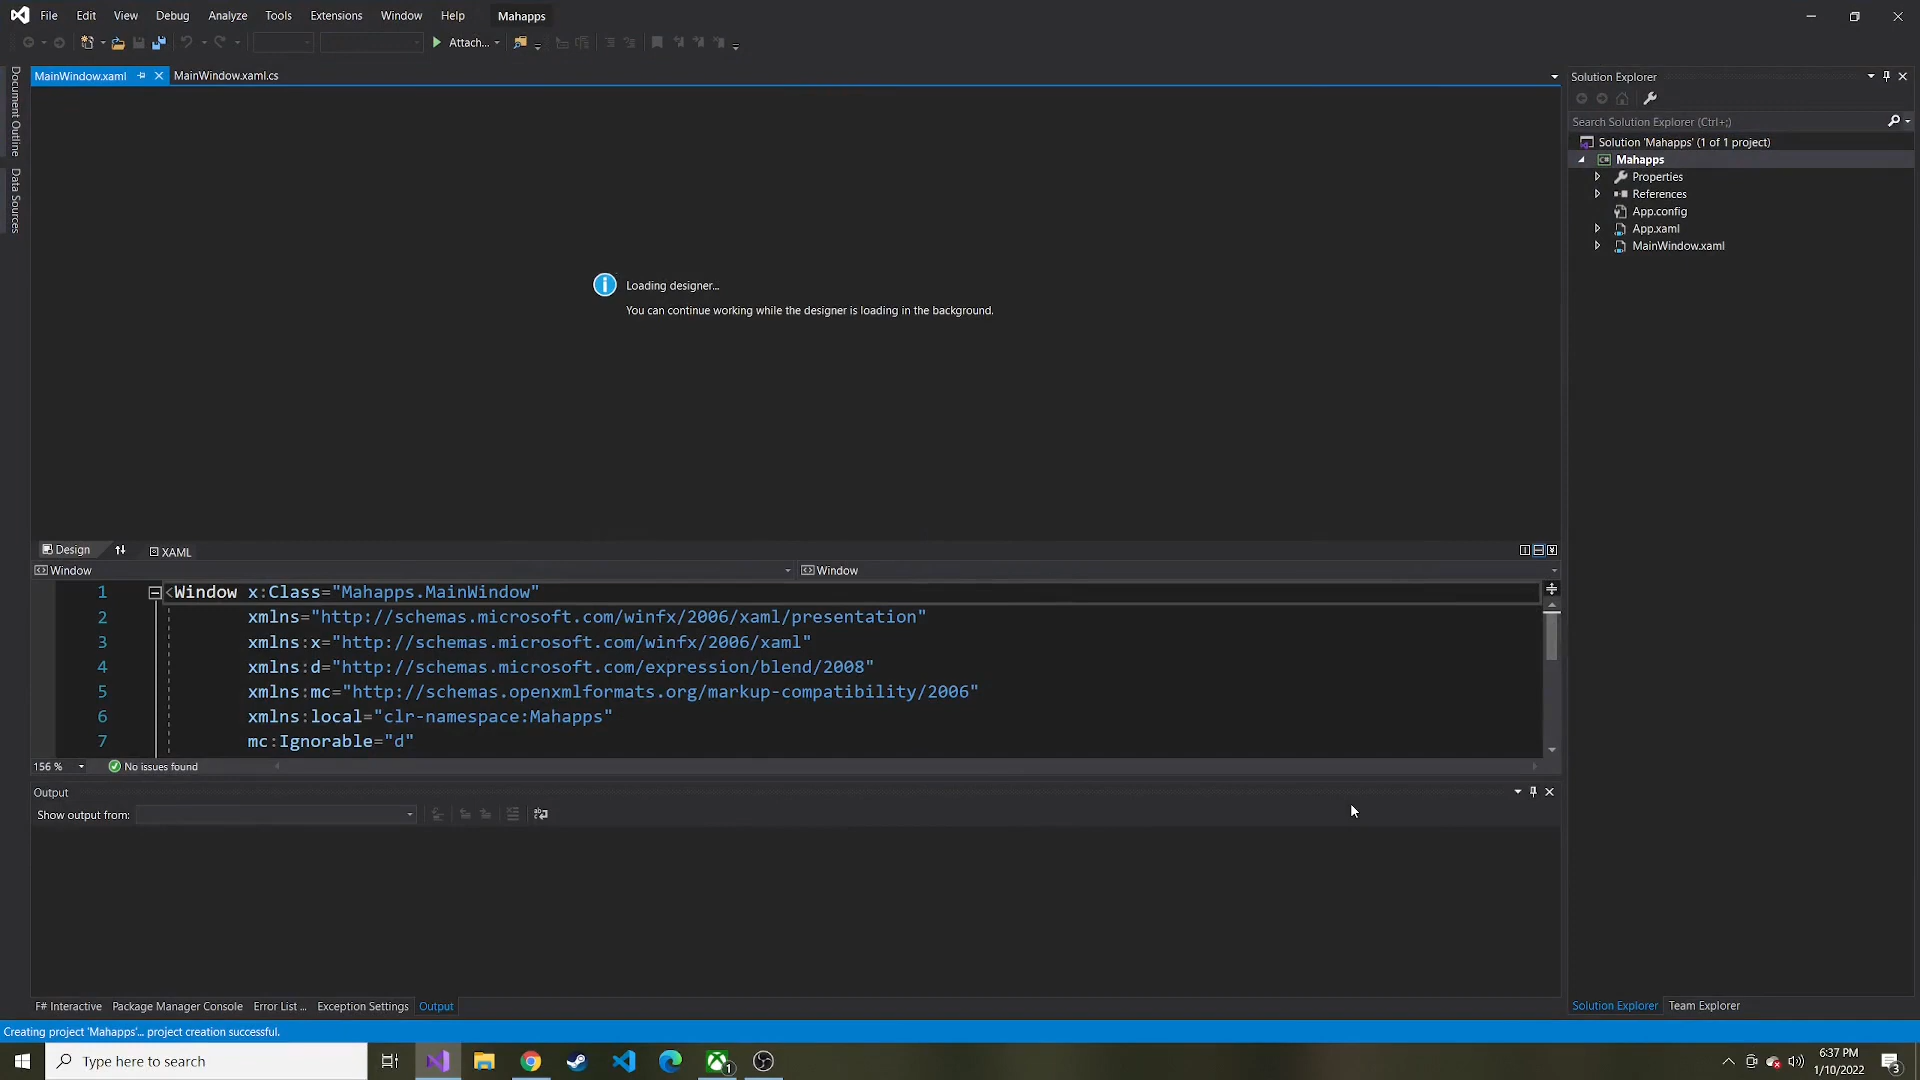 File Edit View Debug Analyze Tools Extensions Window Help Mahapps
Attach...
MainWindow.xaml MainWindow.xaml.cs
Document Outline
Data Sources
Loading designer...
You can continue working while the designer is loading in the background.
Design XAML
Window Window
1 <Window x:Class="Mahapps.MainWindow"
2 xmlns="http://schemas.microsoft.com/winfx/2006/xaml/presentation"
3 xmlns:x="http://schemas.microsoft.com/winfx/2006/xaml"
4 xmlns:d="http://schemas.microsoft.com/expression/blend/2008"
5 xmlns:mc="http://schemas.openxmlformats.org/markup-compatibility/2006"
6 xmlns:local="clr-namespace:Mahapps"
7 mc:Ignorable="d"
156 % No issues found
Output
Show output from:
F# Interactive Package Manager Console Error List ... Exception Settings Output
Solution Explorer
Search Solution Explorer (Ctrl+;)
Solution 'Mahapps' (1 of 1 project)
C# Mahapps
Properties
References
App.config
App.xaml
MainWindow.xaml
Solution Explorer Team Explorer
Creating project 'Mahapps'... project creation successful.
Type here to search
1
6:37 PM
1/10/2022
3